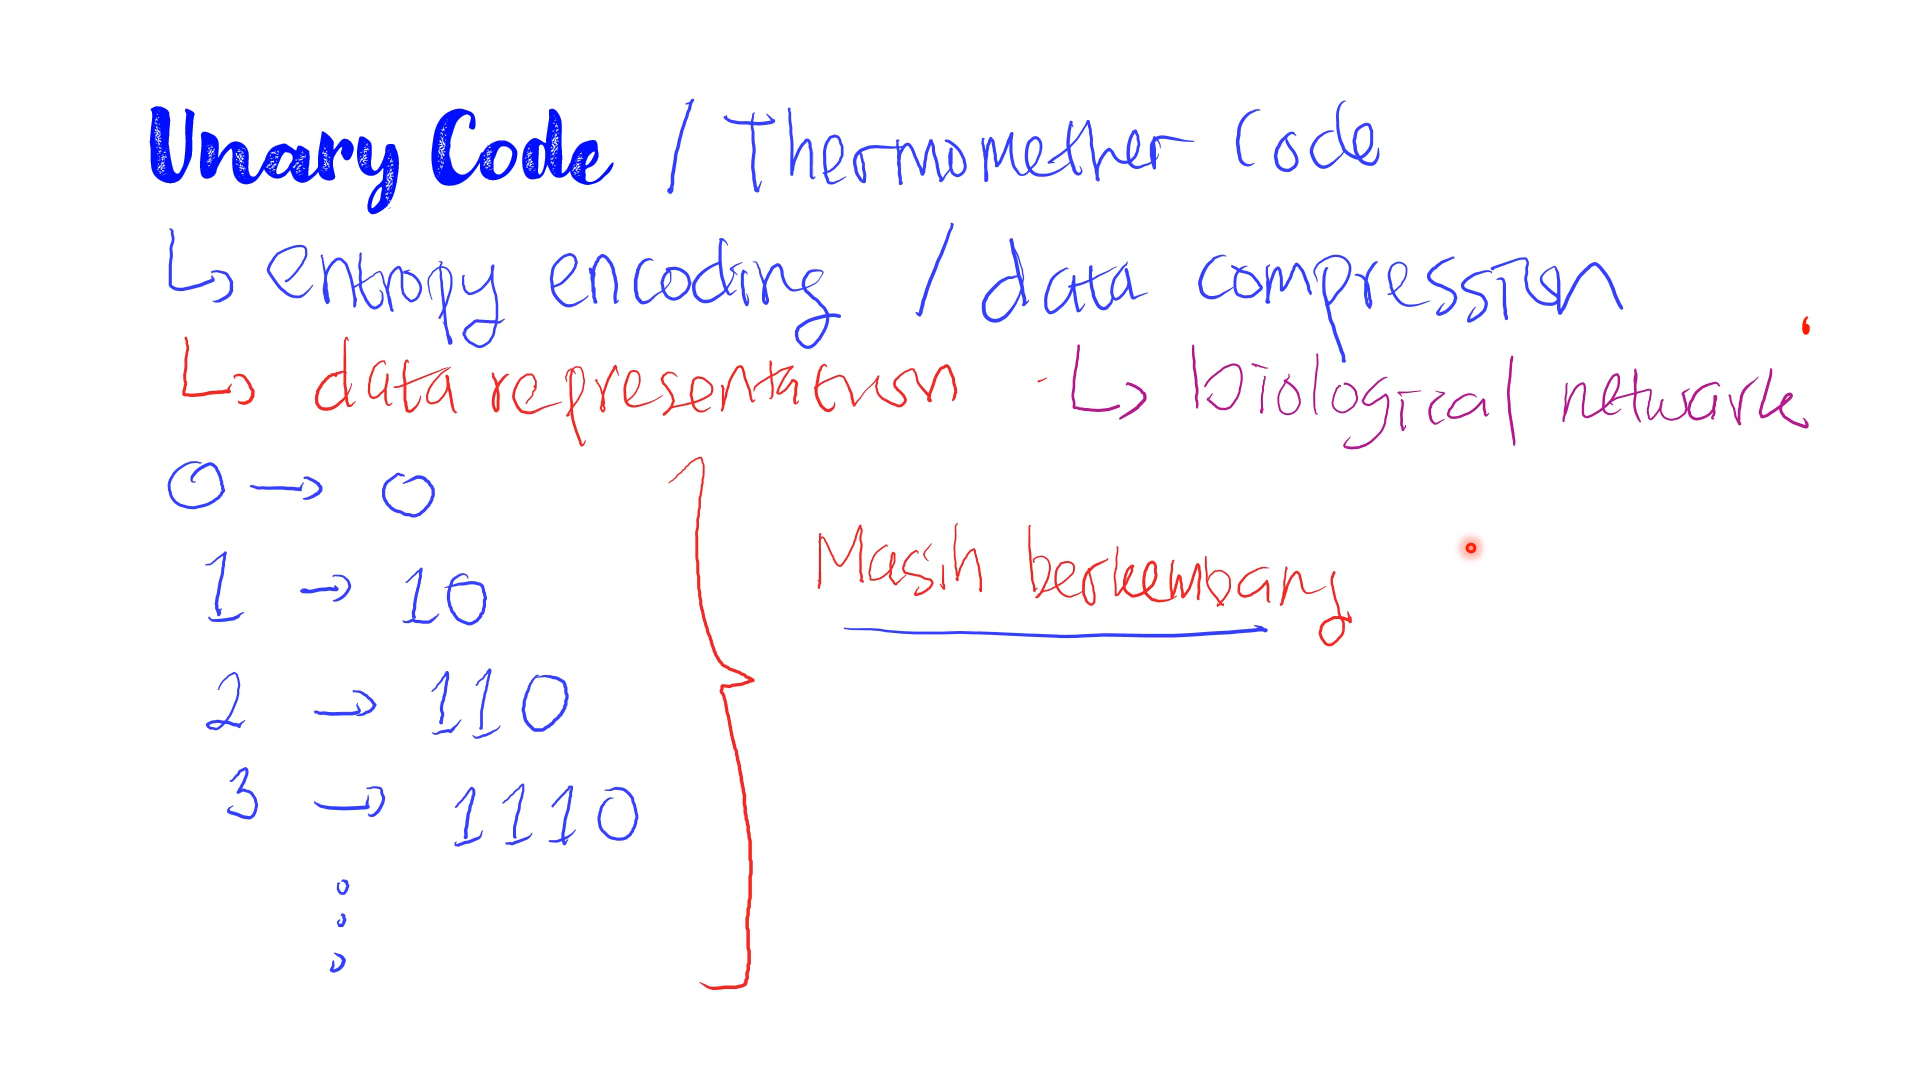 Unary Code / Thermomether Code
↳ entropy encoding / data compression
↳ data representation ↳ biological network
0 → 0
1 → 10
2 → 110
3 → 1110
Masih berkembang